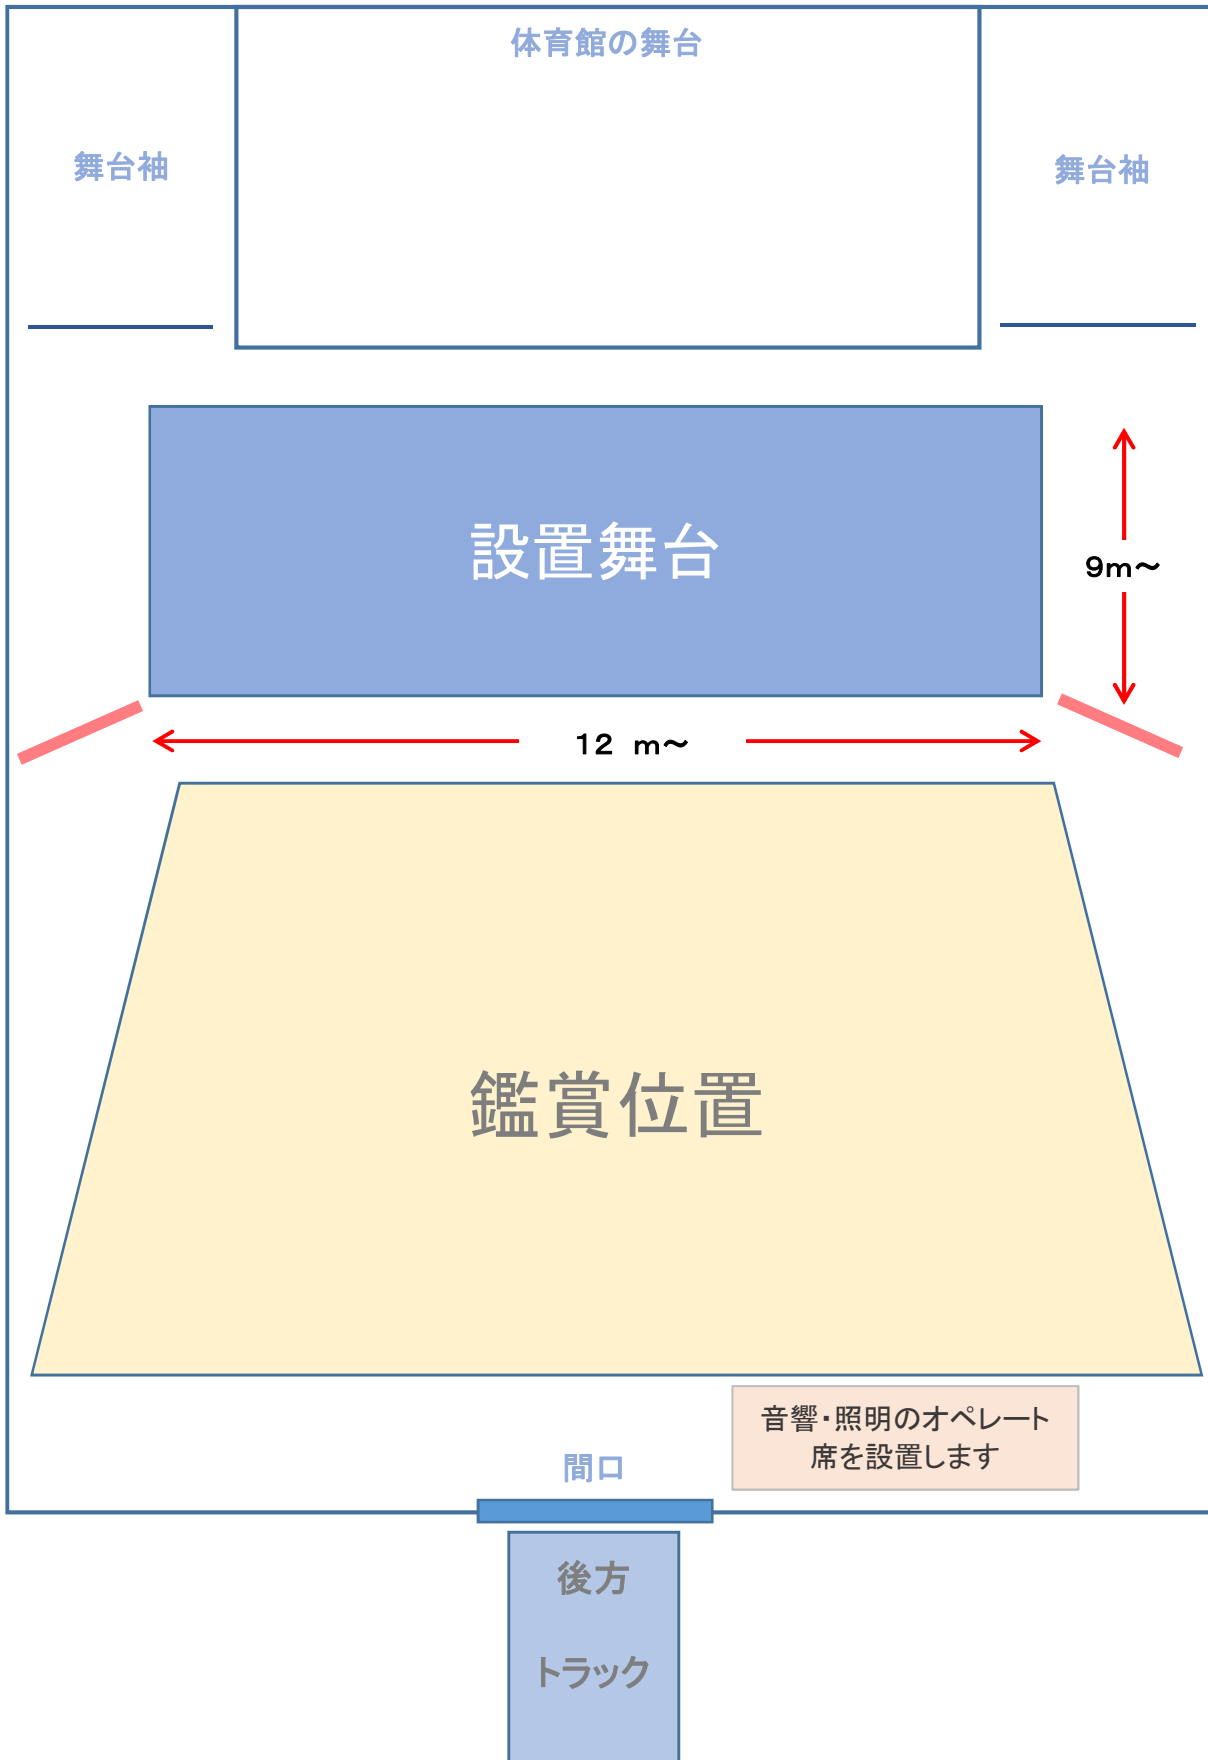 体育館の舞台
舞台袖
舞台袖
設置舞台
9m～
12 m～
鑑賞位置
音響・照明のオペレート
席を設置します
間口
後方
トラック